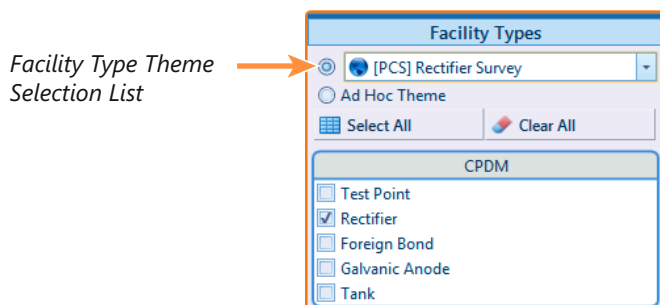 Facility Type Theme
Selection List
Facility Types
[PCS] Rectifier Survey
Ad Hoc Theme
Select All
Clear All
CPDM
Test Point
Rectifier
Foreign Bond
Galvanic Anode
Tank